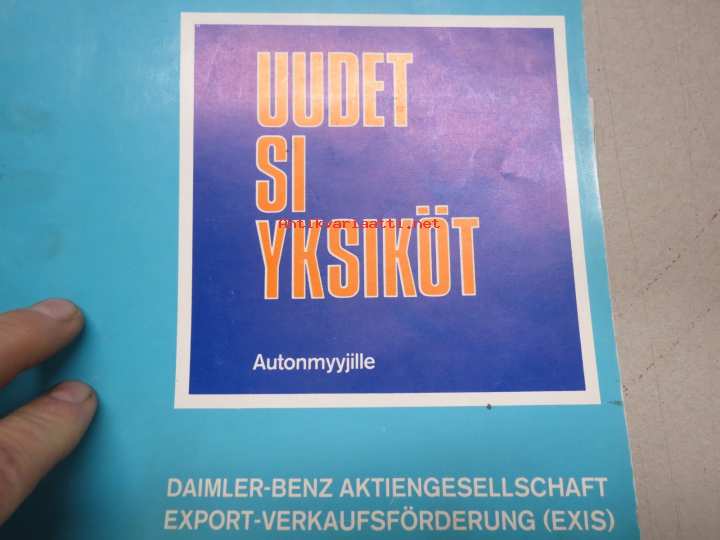 UUDET
SI
YKSIKÖT
Antikvariaatti.net
Autonmyyjille
DAIMLER-BENZ AKTIENGESELLSCHAFT
EXPORT-VERKAUFSFÖRDERUNG (EXIS)